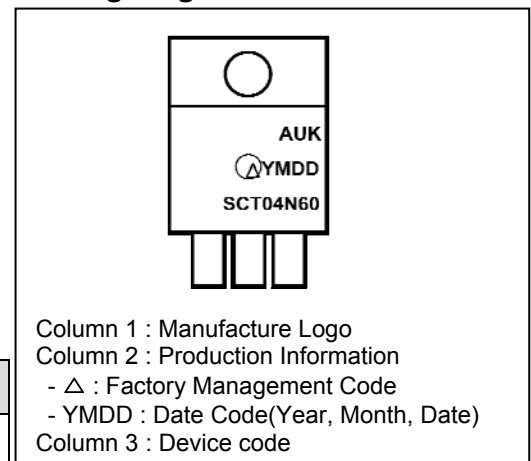 AUK
△YMDD
SCT04N60
Column 1 : Manufacture Logo
Column 2 : Production Information
- △ : Factory Management Code
- YMDD : Date Code(Year, Month, Date)
Column 3 : Device code